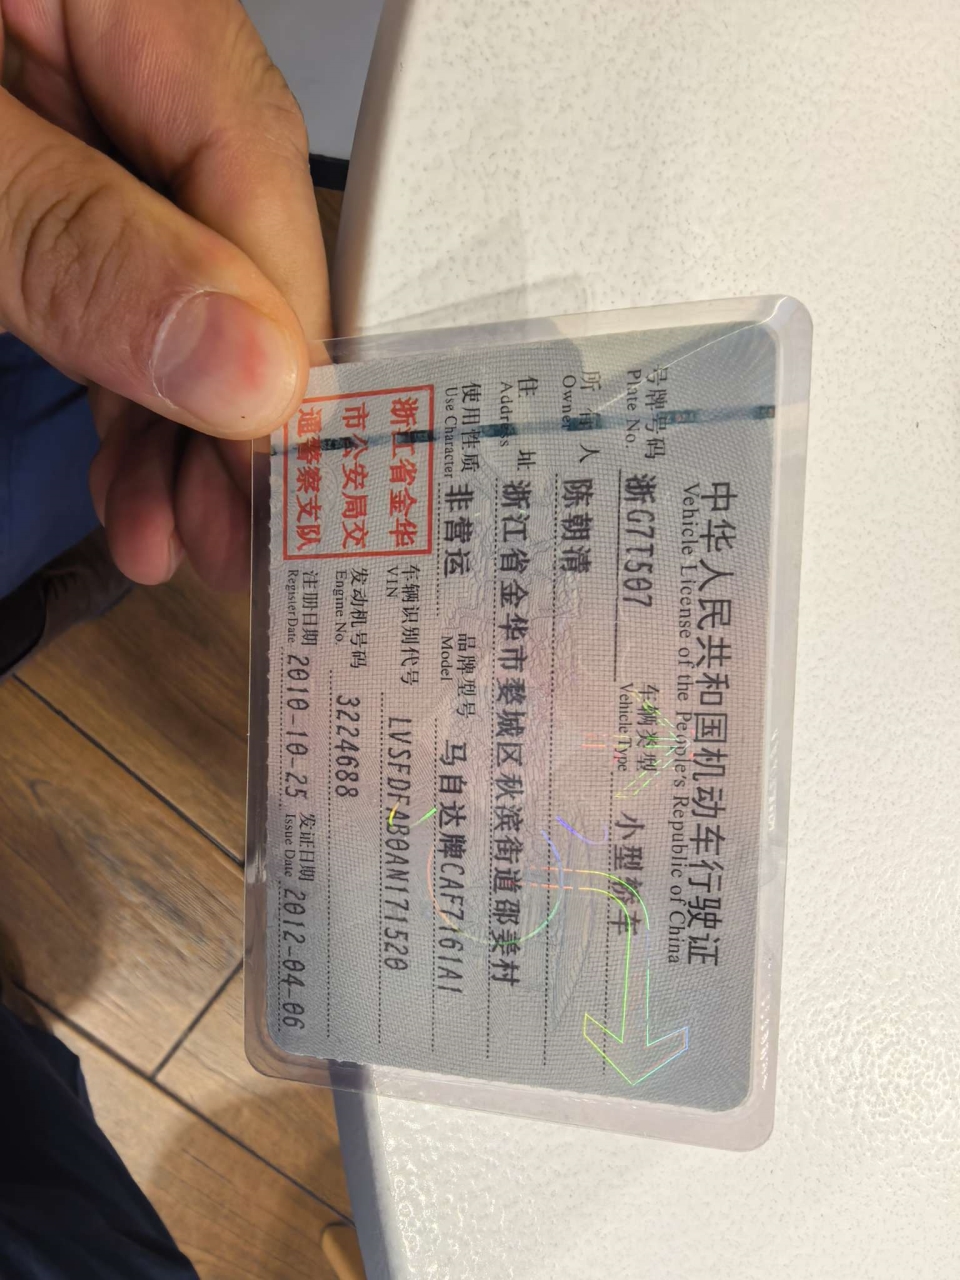 中华人民共和国机动车行驶证
Vehicle License of the People's Republic of China
号牌号码 浙G7T507 车辆类型 小型轿车
Plate No. Vehicle Type
所有人 陈朝清
Owner
住址 浙江省金华市婺城区秋滨街道邵姜村
Address
使用性质 非营运 品牌型号 马自达牌CAF7161A1
Use Character Model
浙江省金华
市公安局交
通警察支队
车辆识别代号 LVSFDFAB0AN171520
VIN
发动机号码 3224688
Engine No.
注册日期 2010-10-25 发证日期 2012-04-06
Register Date Issue Date